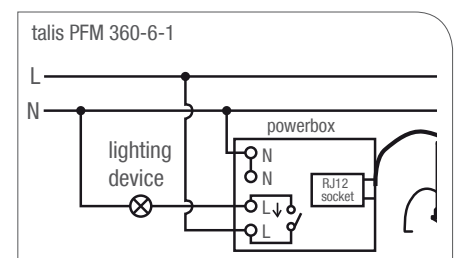 talis PFM 360-6-1
L
N
powerbox
lighting
device
N
N
RJ12
socket
L↓
L